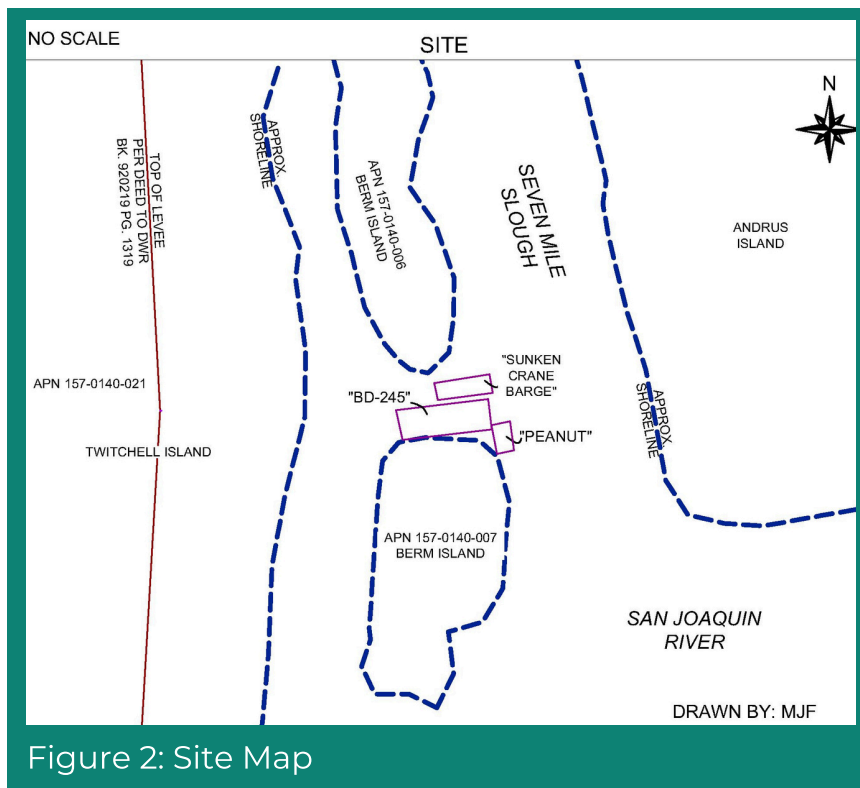 NO SCALE
SITE
N
TOP OF LEVEE
PER DEED TO DWR
BK. 920219 PG. 1319
APPROX.
SHORELINE
APN 157-0140-006
BERM ISLAND
SEVEN MILE
SLOUGH
ANDRUS
ISLAND
APN 157-0140-021
"SUNKEN
CRANE
BARGE"
"BD-245"
"PEANUT"
APPROX.
SHORELINE
TWITCHELL ISLAND
APN 157-0140-007
BERM ISLAND
SAN JOAQUIN
RIVER
DRAWN BY: MJF
Figure 2: Site Map